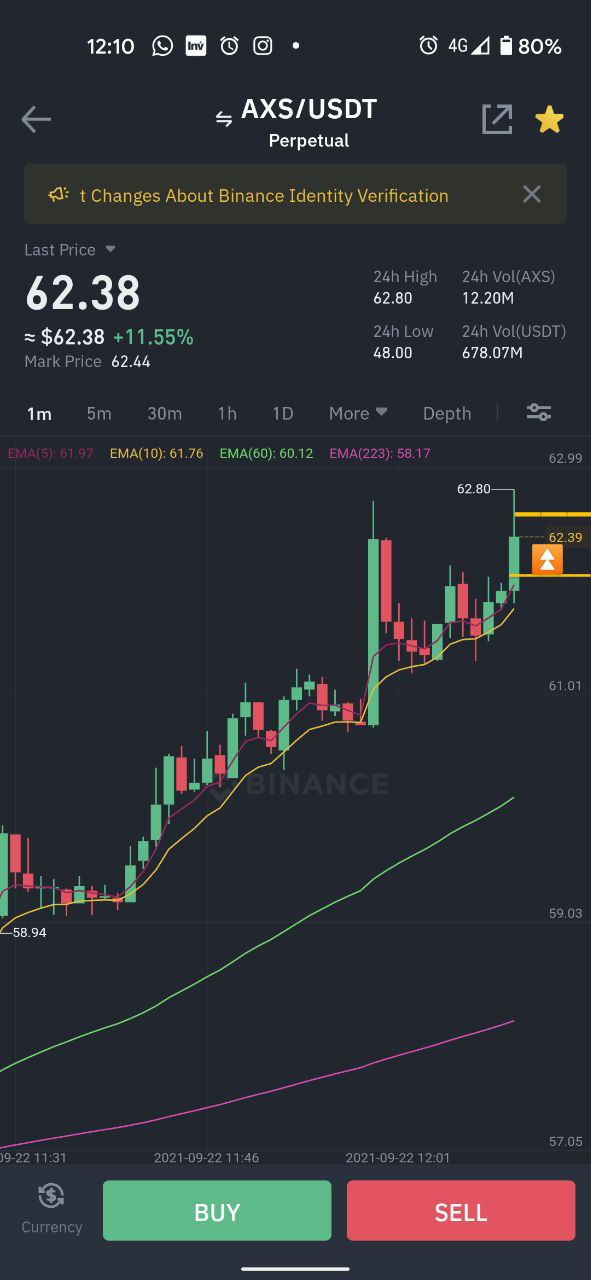 12:10 Inv 4G 80%
AXS/USDT
Perpetual
t Changes About Binance Identity Verification
Last Price
62.38
≈ $62.38 +11.55%
Mark Price 62.44
24h High 24h Vol(AXS)
62.80 12.20M
24h Low 24h Vol(USDT)
48.00 678.07M
1m 5m 30m 1h 1D More Depth
EMA(5): 61.97 EMA(10): 61.76 EMA(60): 60.12 EMA(223): 58.17
62.99
62.80
62.39
61.01
BINANCE
59.03
58.94
57.05
09-22 11:31 2021-09-22 11:46 2021-09-22 12:01
Currency
BUY
SELL